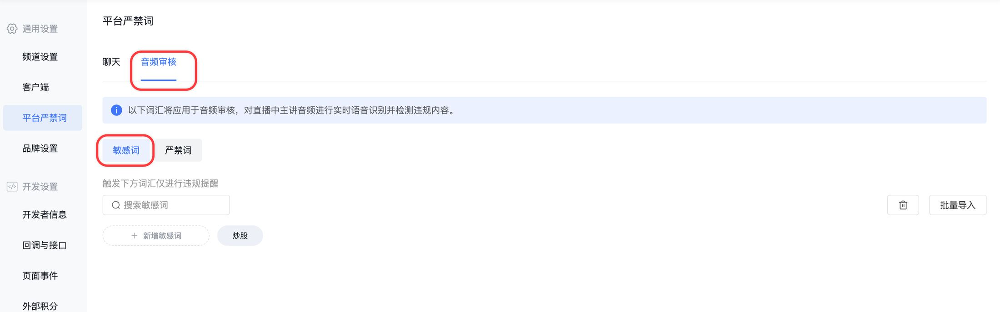 通用设置
频道设置
客户端
平台严禁词
品牌设置
开发设置
开发者信息
回调与接口
页面事件
外部积分
平台严禁词
聊天 音频审核
以下词汇将应用于音频审核，对直播中主讲音频进行实时语音识别并检测违规内容。
敏感词 严禁词
触发下方词汇仅进行违规提醒
搜索敏感词 批量导入
+ 新增敏感词 炒股